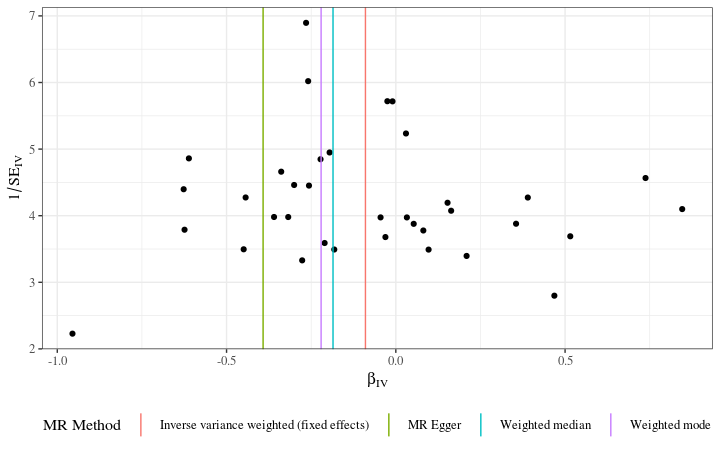 7
6
5
4
3
2
1/SE_IV
-1.0 -0.5 0.0 0.5
β_IV
MR Method Inverse variance weighted (fixed effects) MR Egger Weighted median Weighted mode